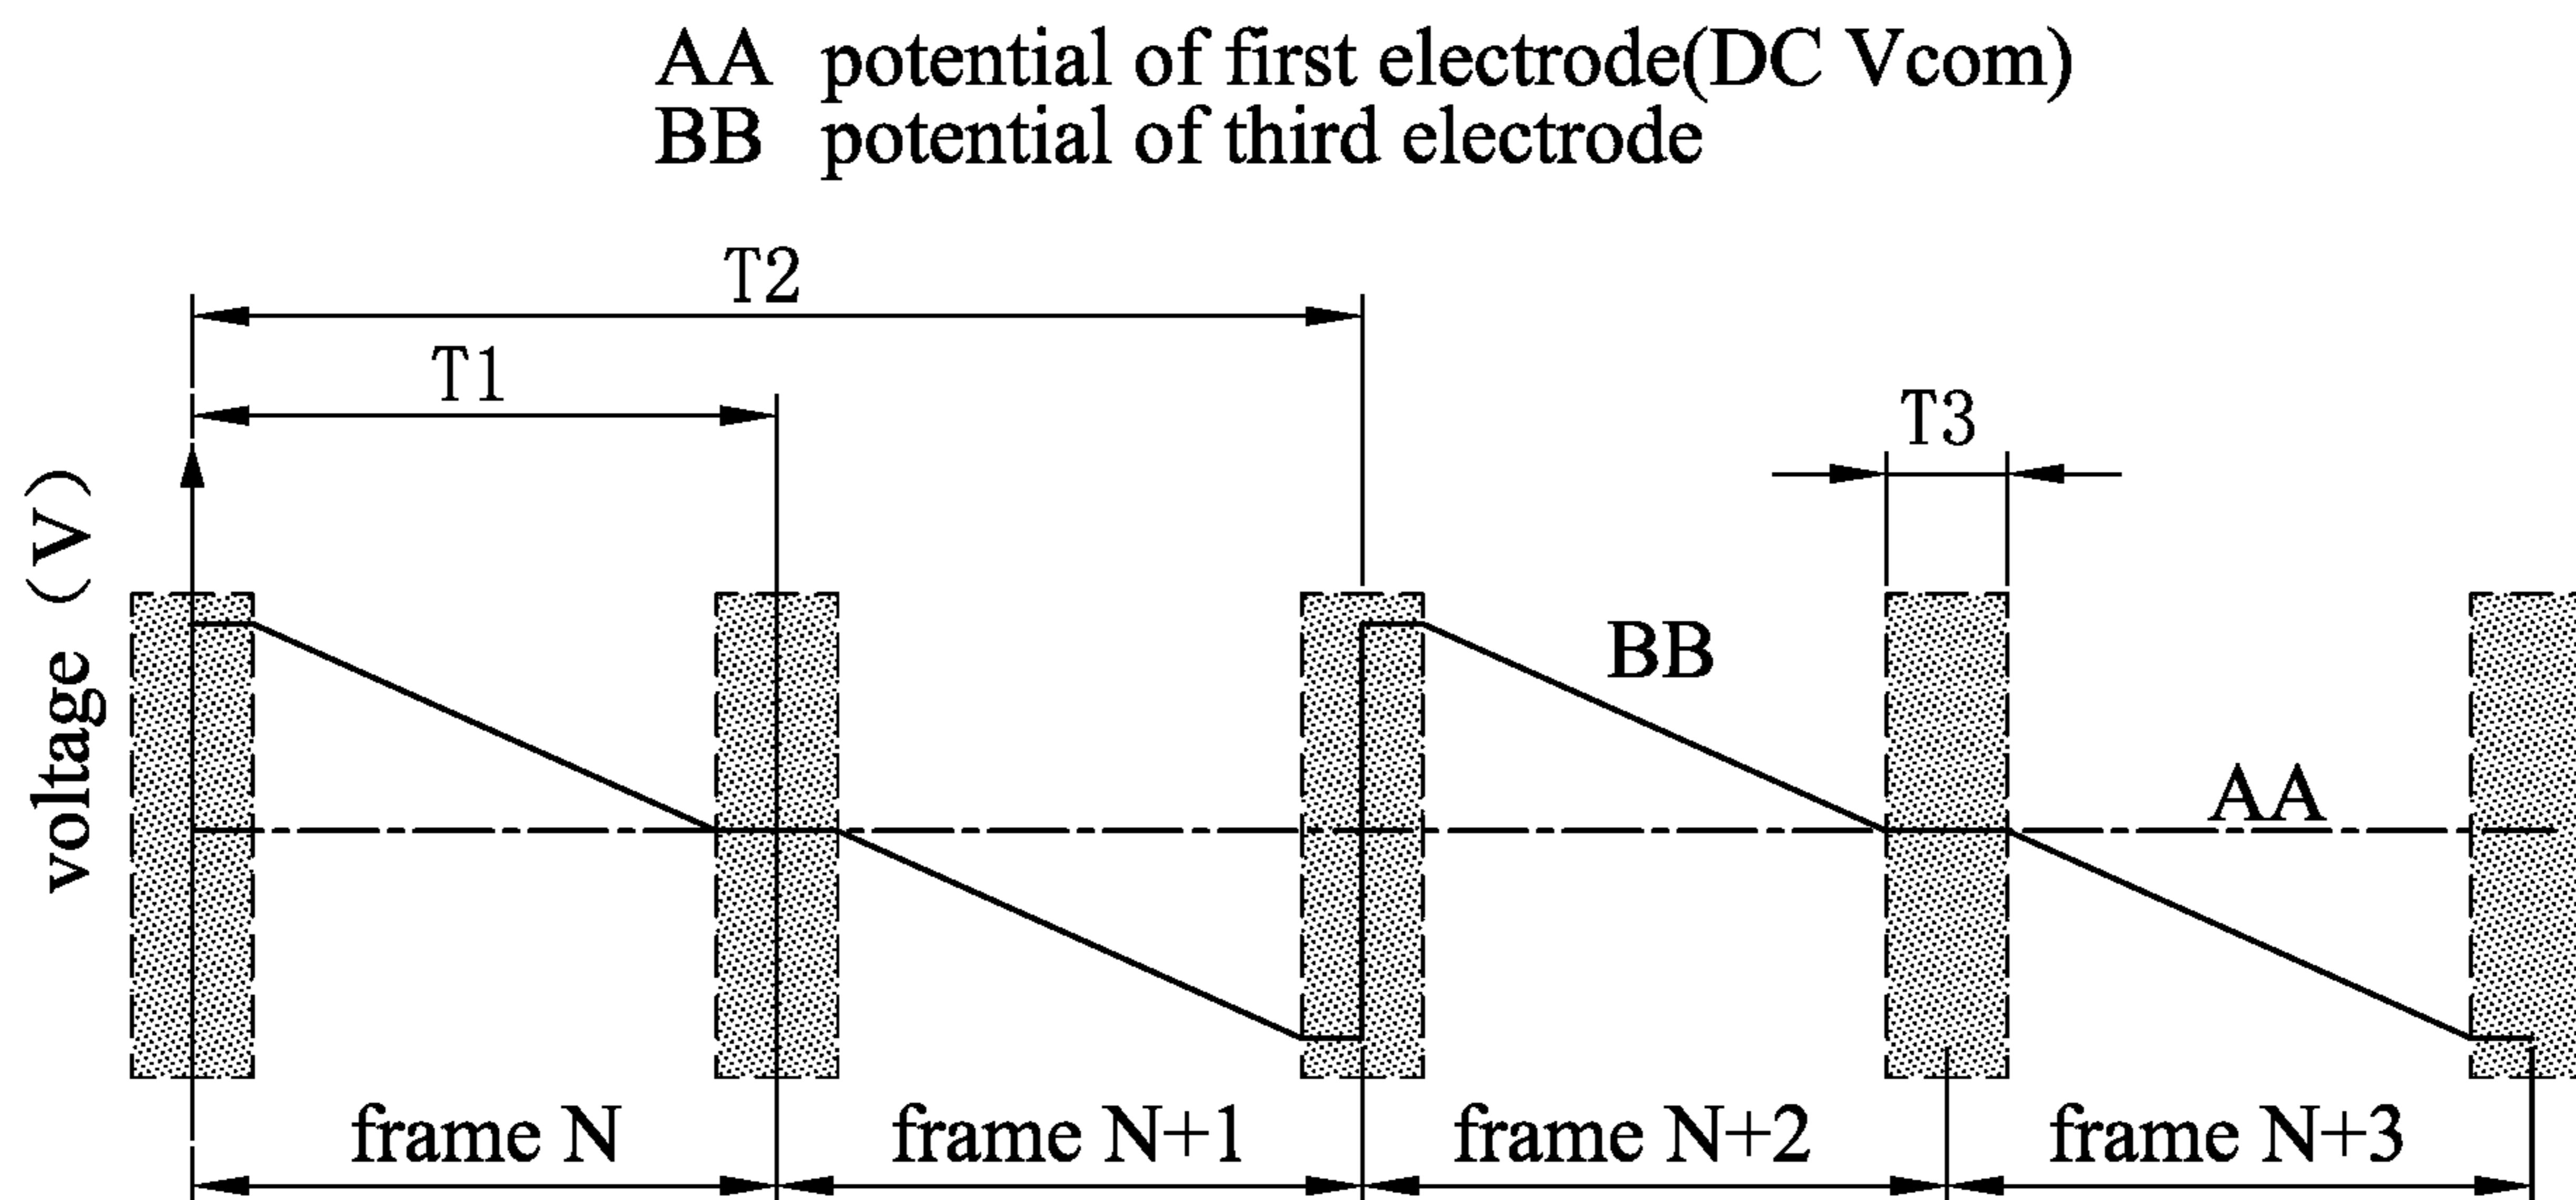 AA potential of first electrode(DC Vcom)
BB potential of third electrode
T2
T1
T3
voltage (V)
BB
AA
frame N
frame N+1
frame N+2
frame N+3